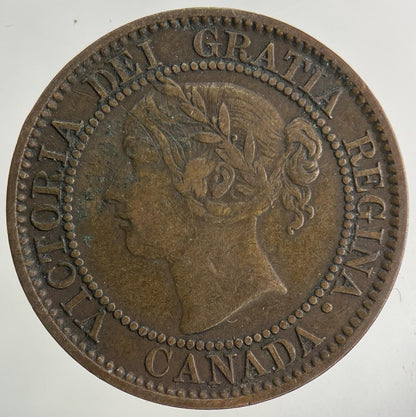 VICTORIA DEI GRATIA REGINA.
CANADA.